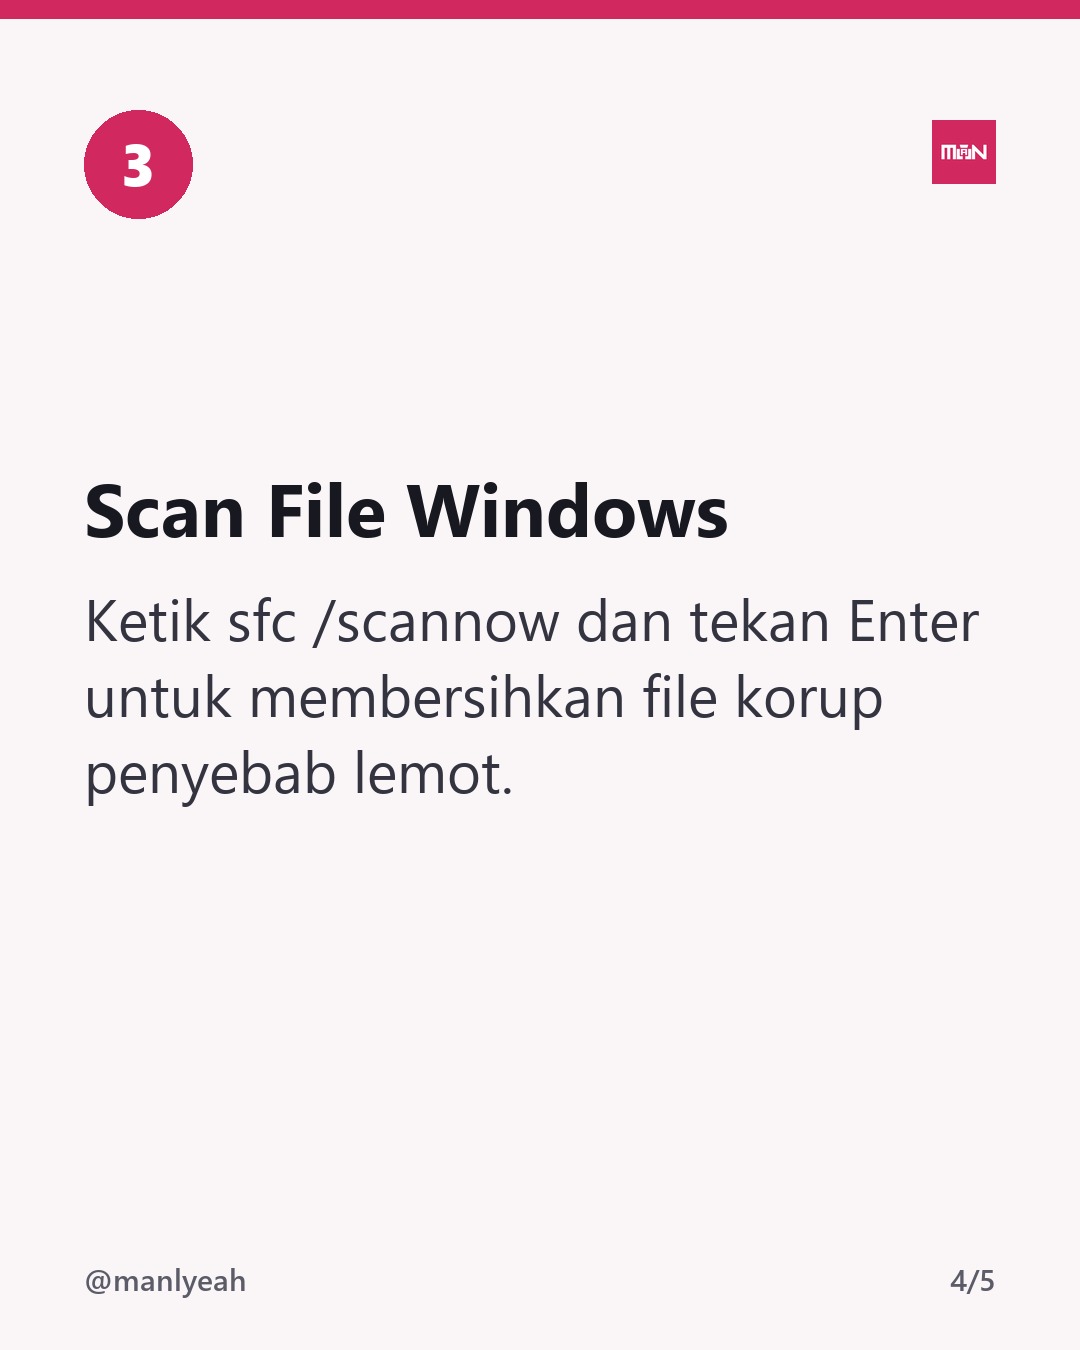 3
MAN
Scan File Windows
Ketik sfc /scannow dan tekan Enter
untuk membersihkan file korup
penyebab lemot.
@manlyeah
4/5